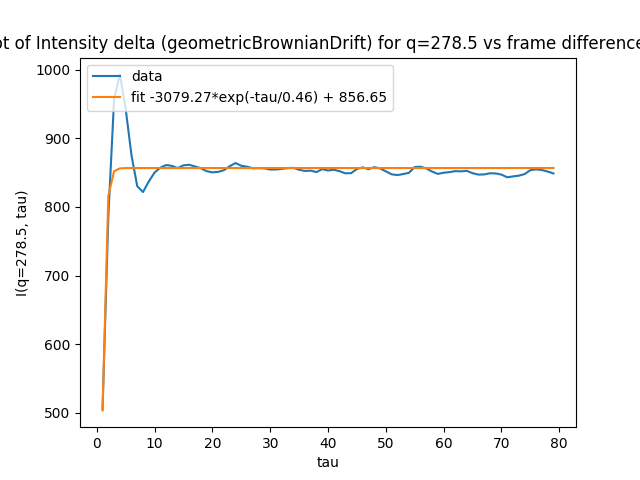 ot of Intensity delta (geometricBrownianDrift) for q=278.5 vs frame difference
data
fit -3079.27*exp(-tau/0.46) + 856.65
I(q=278.5, tau)
1000
900
800
700
600
500
0 10 20 30 40 50 60 70 80
tau